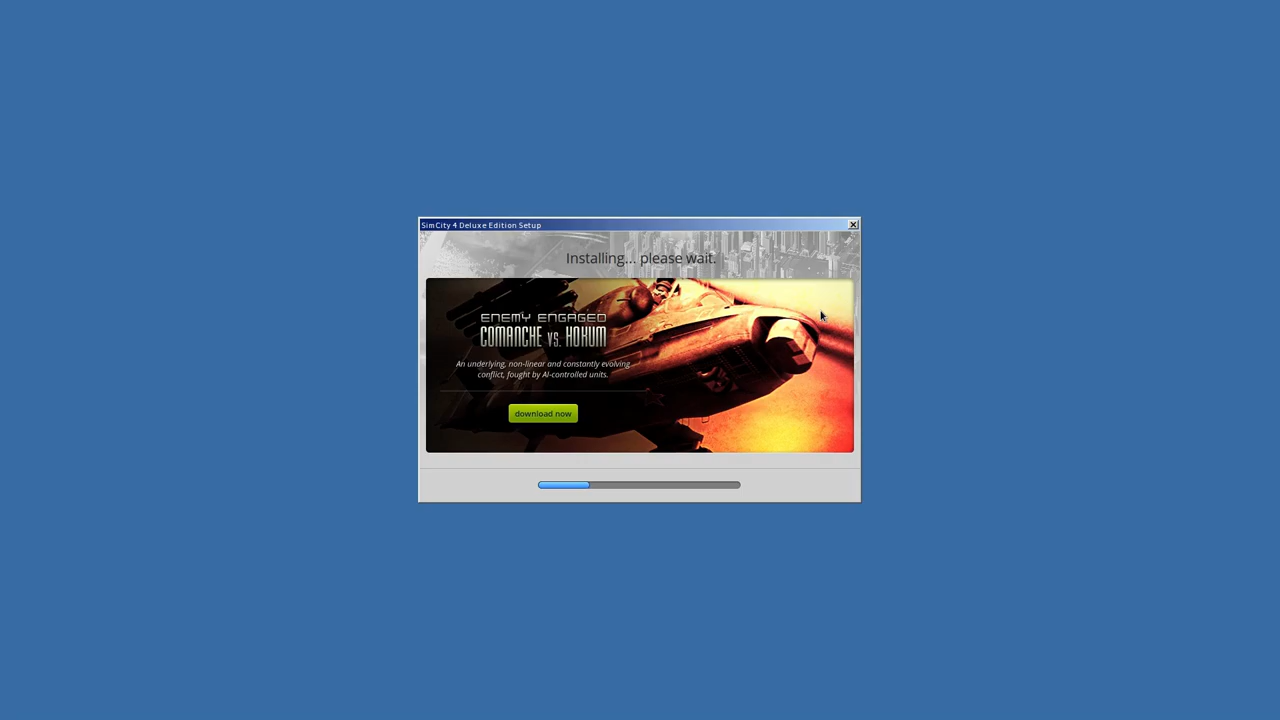 SimCity 4 Deluxe Edition Setup
Installing... please wait.
ENEMY ENGAGED
COMANCHE VS. HOKUM
An underlying, non-linear and constantly evolving
conflict, fought by AI-controlled units.
download now